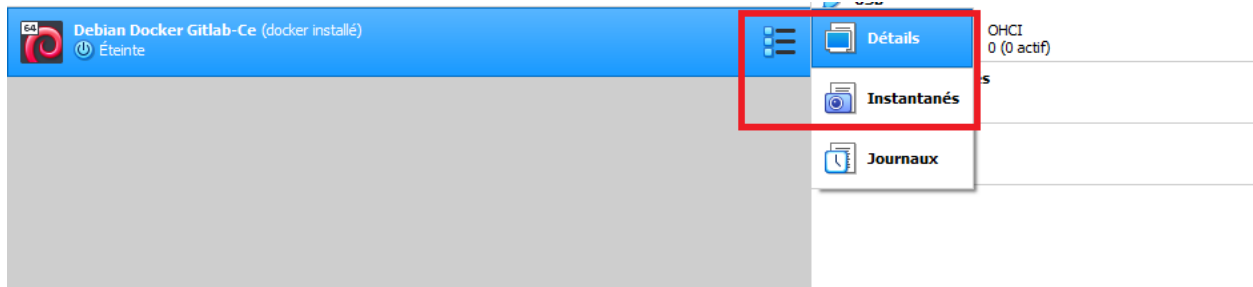 64
Debian Docker Gitlab-Ce (docker installé)
Éteinte
Détails
Instantanés
Journaux
OHCI
0 (0 actif)